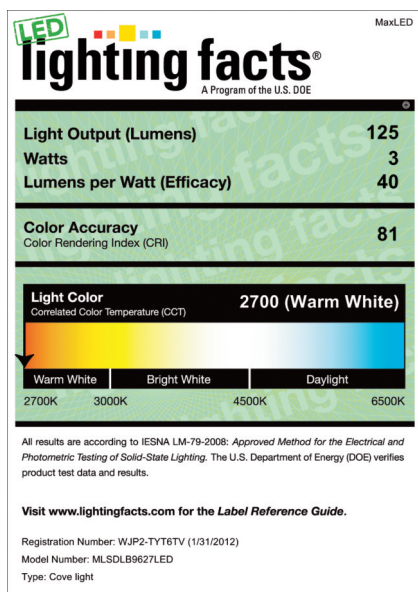 MaxLED
LED
lighting facts®
A Program of the U.S. DOE
Light Output (Lumens) 125
Watts 3
Lumens per Watt (Efficacy) 40
Color Accuracy
Color Rendering Index (CRI) 81
Light Color
Correlated Color Temperature (CCT) 2700 (Warm White)
Warm White Bright White Daylight
2700K 3000K 4500K 6500K
All results are according to IESNA LM-79-2008: Approved Method for the Electrical and
Photometric Testing of Solid-State Lighting. The U.S. Department of Energy (DOE) verifies
product test data and results.
Visit www.lightingfacts.com for the Label Reference Guide.
Registration Number: WJP2-TYT6TV (1/31/2012)
Model Number: MLSDLB9627LED
Type: Cove light